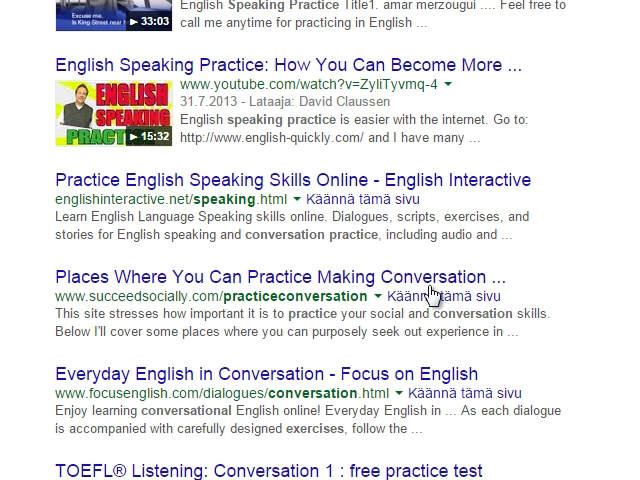 English Speaking Practice Title1. amar merzougui .... Feel free to
Excuse me.
Is King Street near
33:03
call me anytime for practicing in English ...
English Speaking Practice: How You Can Become More ...
www.youtube.com/watch?v=ZyliTyvmq-4
31.7.2013 - Lataaja: David Claussen
ENGLISH
SPEAKING
PRACTI
15:32
English speaking practice is easier with the internet. Go to:
http://www.english-quickly.com/ and I have many ...
Practice English Speaking Skills Online - English Interactive
englishinteractive.net/speaking.html Käännä tämä sivu
Learn English Language Speaking skills online. Dialogues, scripts, exercises, and
stories for English speaking and conversation practice, including audio and ...
Places Where You Can Practice Making Conversation ...
www.succeedsocially.com/practiceconversation Käännä tämä sivu
This site stresses how important it is to practice your social and conversation skills.
Below I'll cover some places where you can purposely seek out experience in ...
Everyday English in Conversation - Focus on English
www.focusenglish.com/dialogues/conversation.html Käännä tämä sivu
Enjoy learning conversational English online! Everyday English in ... As each dialogue
is accompanied with carefully designed exercises, follow the ...
TOEFL® Listening: Conversation 1 : free practice test